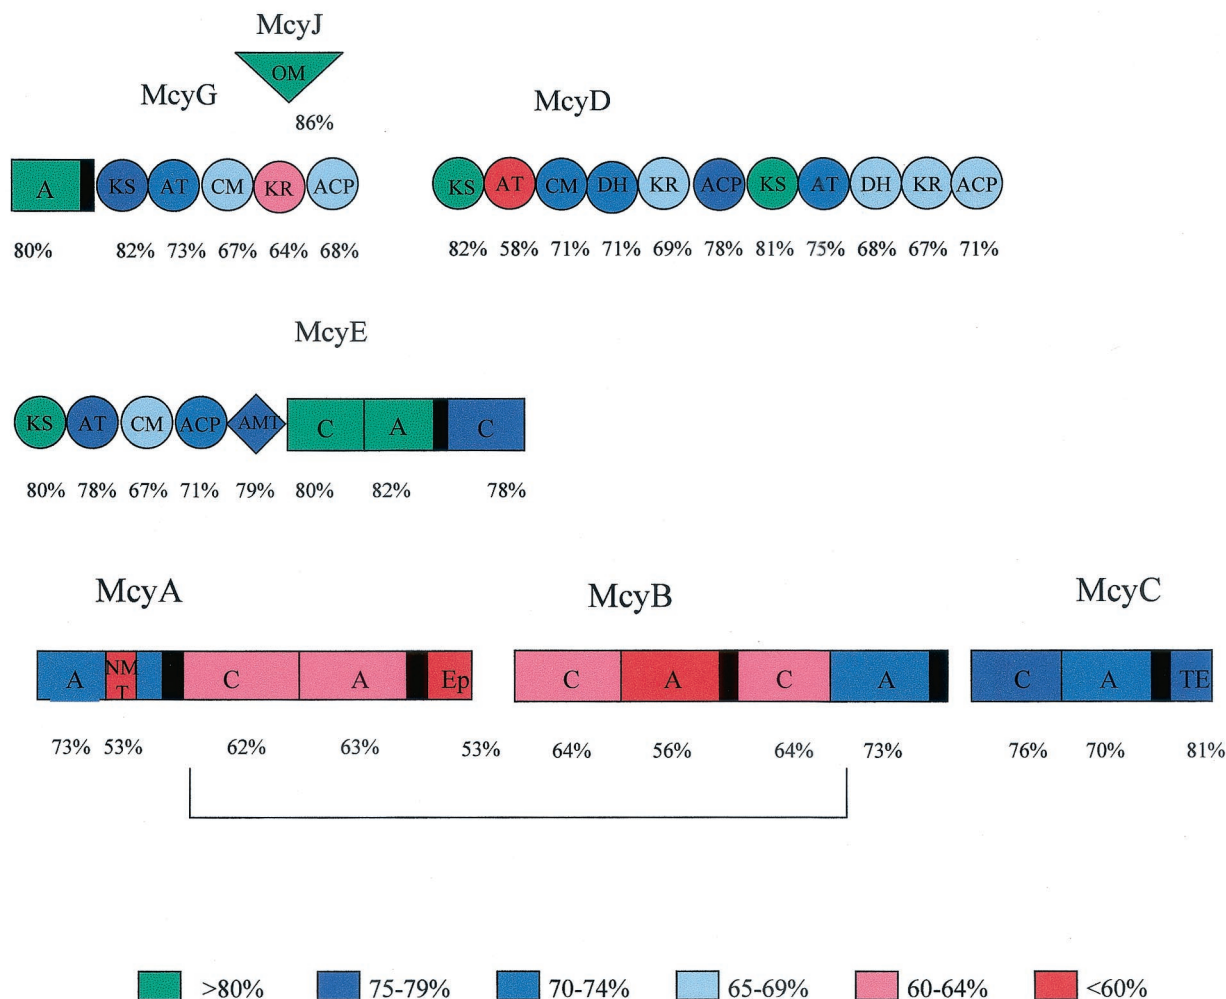 McyJ
OM
McyG
McyD
86%
A KS AT CM KR ACP
KS AT CM DH KR ACP KS AT DH KR ACP
80% 82% 73% 67% 64% 68%
82% 58% 71% 71% 69% 78% 81% 75% 68% 67% 71%
McyE
KS AT CM ACP AMT C A C
80% 78% 67% 71% 79% 80% 82% 78%
McyA
McyB
McyC
A NM T C A Ep
C A C A
C A TE
73% 53% 62% 63% 53%
64% 56% 64% 73%
76% 70% 81%
>80% 75-79% 70-74% 65-69% 60-64% <60%